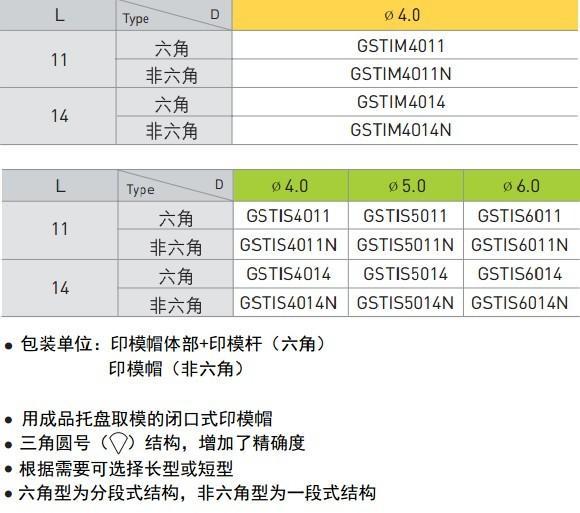 L Type D ø 4.0
11 六角 GSTIM4011
非六角 GSTIM4011N
14 六角 GSTIM4014
非六角 GSTIM4014N
L Type D ø 4.0 ø 5.0 ø 6.0
11 六角 GSTIS4011 GSTIS5011 GSTIS6011
非六角 GSTIS4011N GSTIS5011N GSTIS6011N
14 六角 GSTIS4014 GSTIS5014 GSTIS6014
非六角 GSTIS4014N GSTIS5014N GSTIS6014N
● 包装单位：印模帽体部+印模杆（六角）
印模帽（非六角）
● 用成品托盘取模的闭口式印模帽
● 三角圆号（）结构，增加了精确度
● 根据需要可选择长型或短型
● 六角型为分段式结构，非六角型为一段式结构